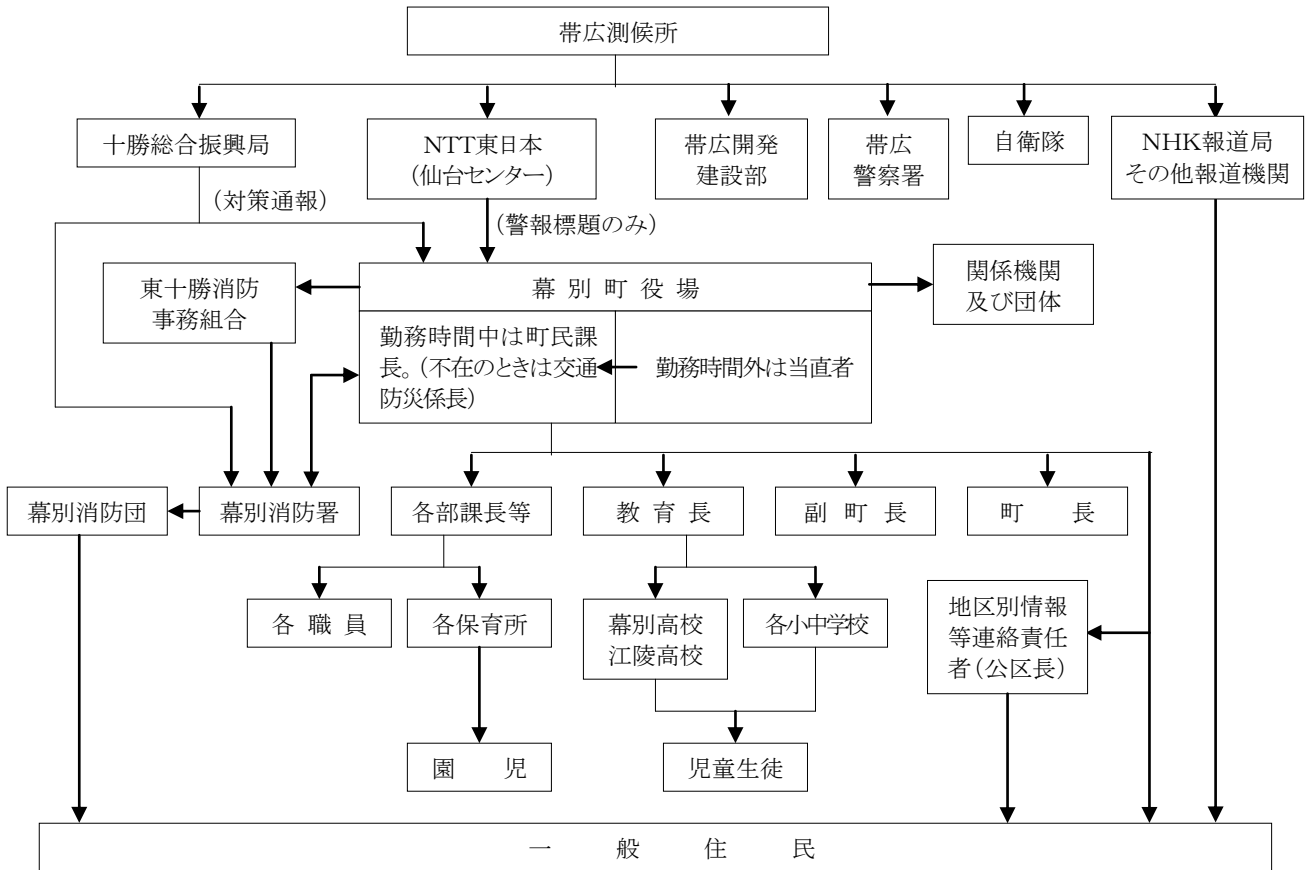 帯広測候所
十勝総合振興局
NTT東日本
（仙台センター）
帯広開発
建設部
帯広
警察署
自衛隊
NHK報道局
その他報道機関
（対策通報）
（警報標題のみ）
東十勝消防
事務組合
幕別町役場
関係機関
及び団体
勤務時間中は町民課
長。（不在のときは交通
防災係長）
勤務時間外は当直者
幕別消防団
幕別消防署
各部課長等
教育長
副町長
町　長
各職員
各保育所
幕別高校
江陵高校
各小中学校
地区別情報
等連絡責任
者（公区長）
園　児
児童生徒
一　般　住　民